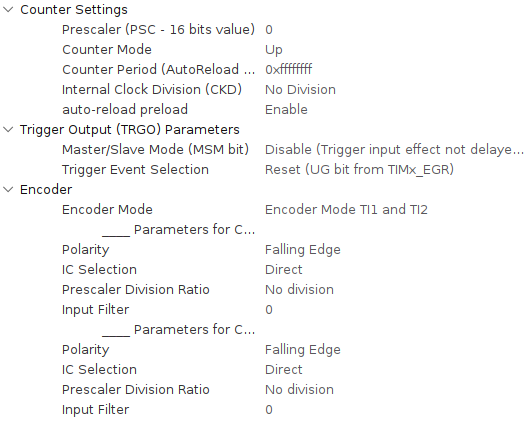 Counter Settings
Prescaler (PSC - 16 bits value) 0
Counter Mode Up
Counter Period (AutoReload ... 0xffffffff
Internal Clock Division (CKD) No Division
auto-reload preload Enable
Trigger Output (TRGO) Parameters
Master/Slave Mode (MSM bit) Disable (Trigger input effect not delaye...
Trigger Event Selection Reset (UG bit from TIMx_EGR)
Encoder
Encoder Mode Encoder Mode TI1 and TI2
____ Parameters for C...
Polarity Falling Edge
IC Selection Direct
Prescaler Division Ratio No division
Input Filter 0
____ Parameters for C...
Polarity Falling Edge
IC Selection Direct
Prescaler Division Ratio No division
Input Filter 0